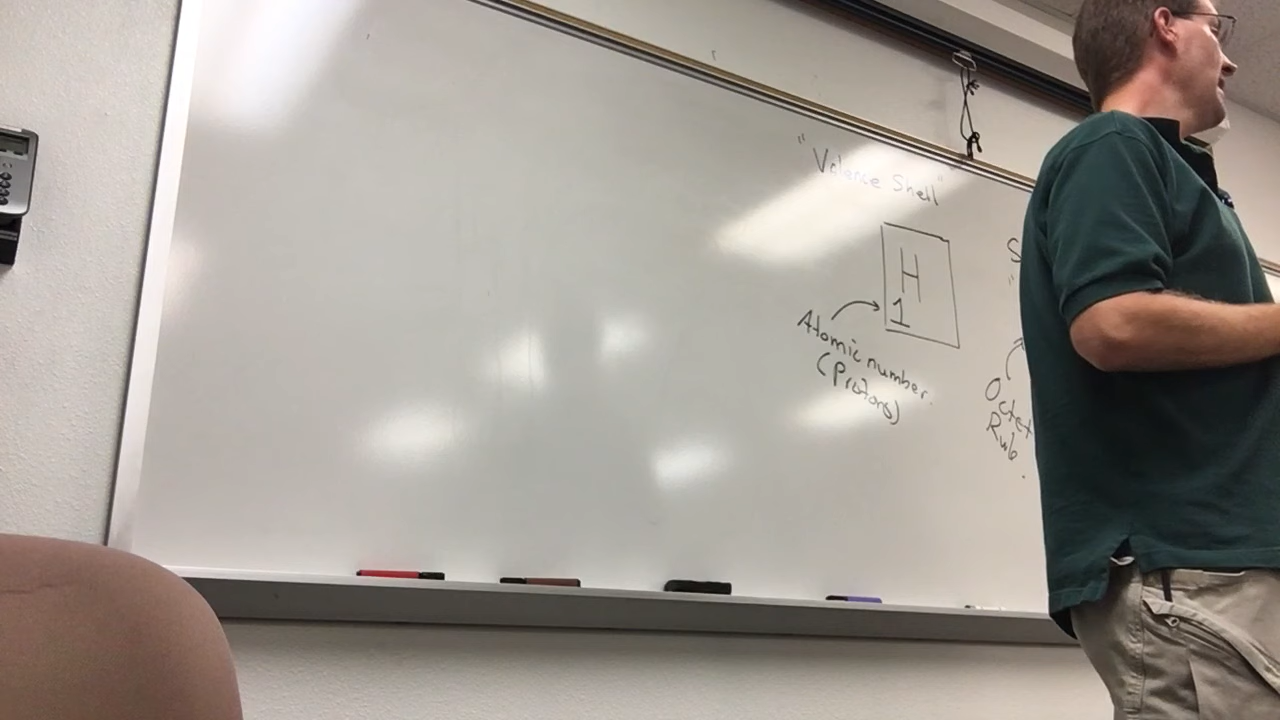 "Valence Shell"
H
1
Atomic number.
(Protons)
S
Octet
Rule.